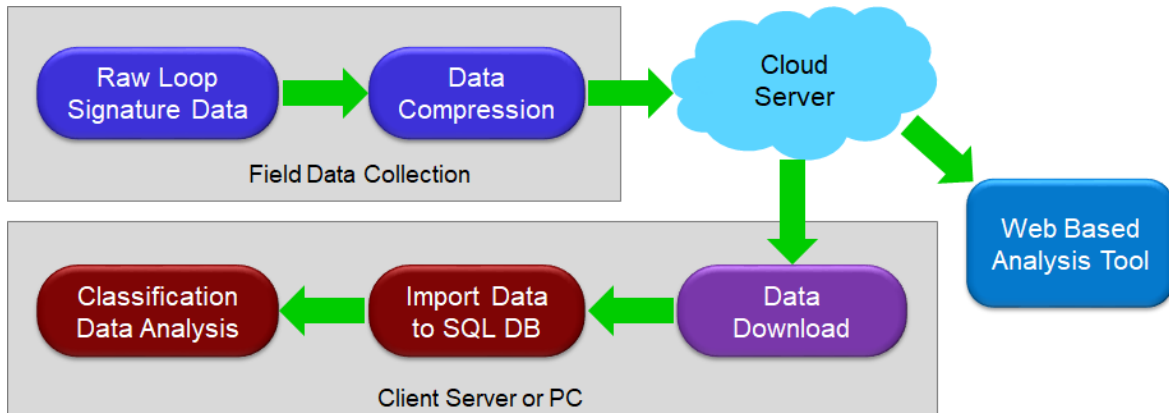 Raw Loop
Signature Data
Data
Compression
Field Data Collection
Cloud
Server
Web Based
Analysis Tool
Data
Download
Import Data
to SQL DB
Classification
Data Analysis
Client Server or PC